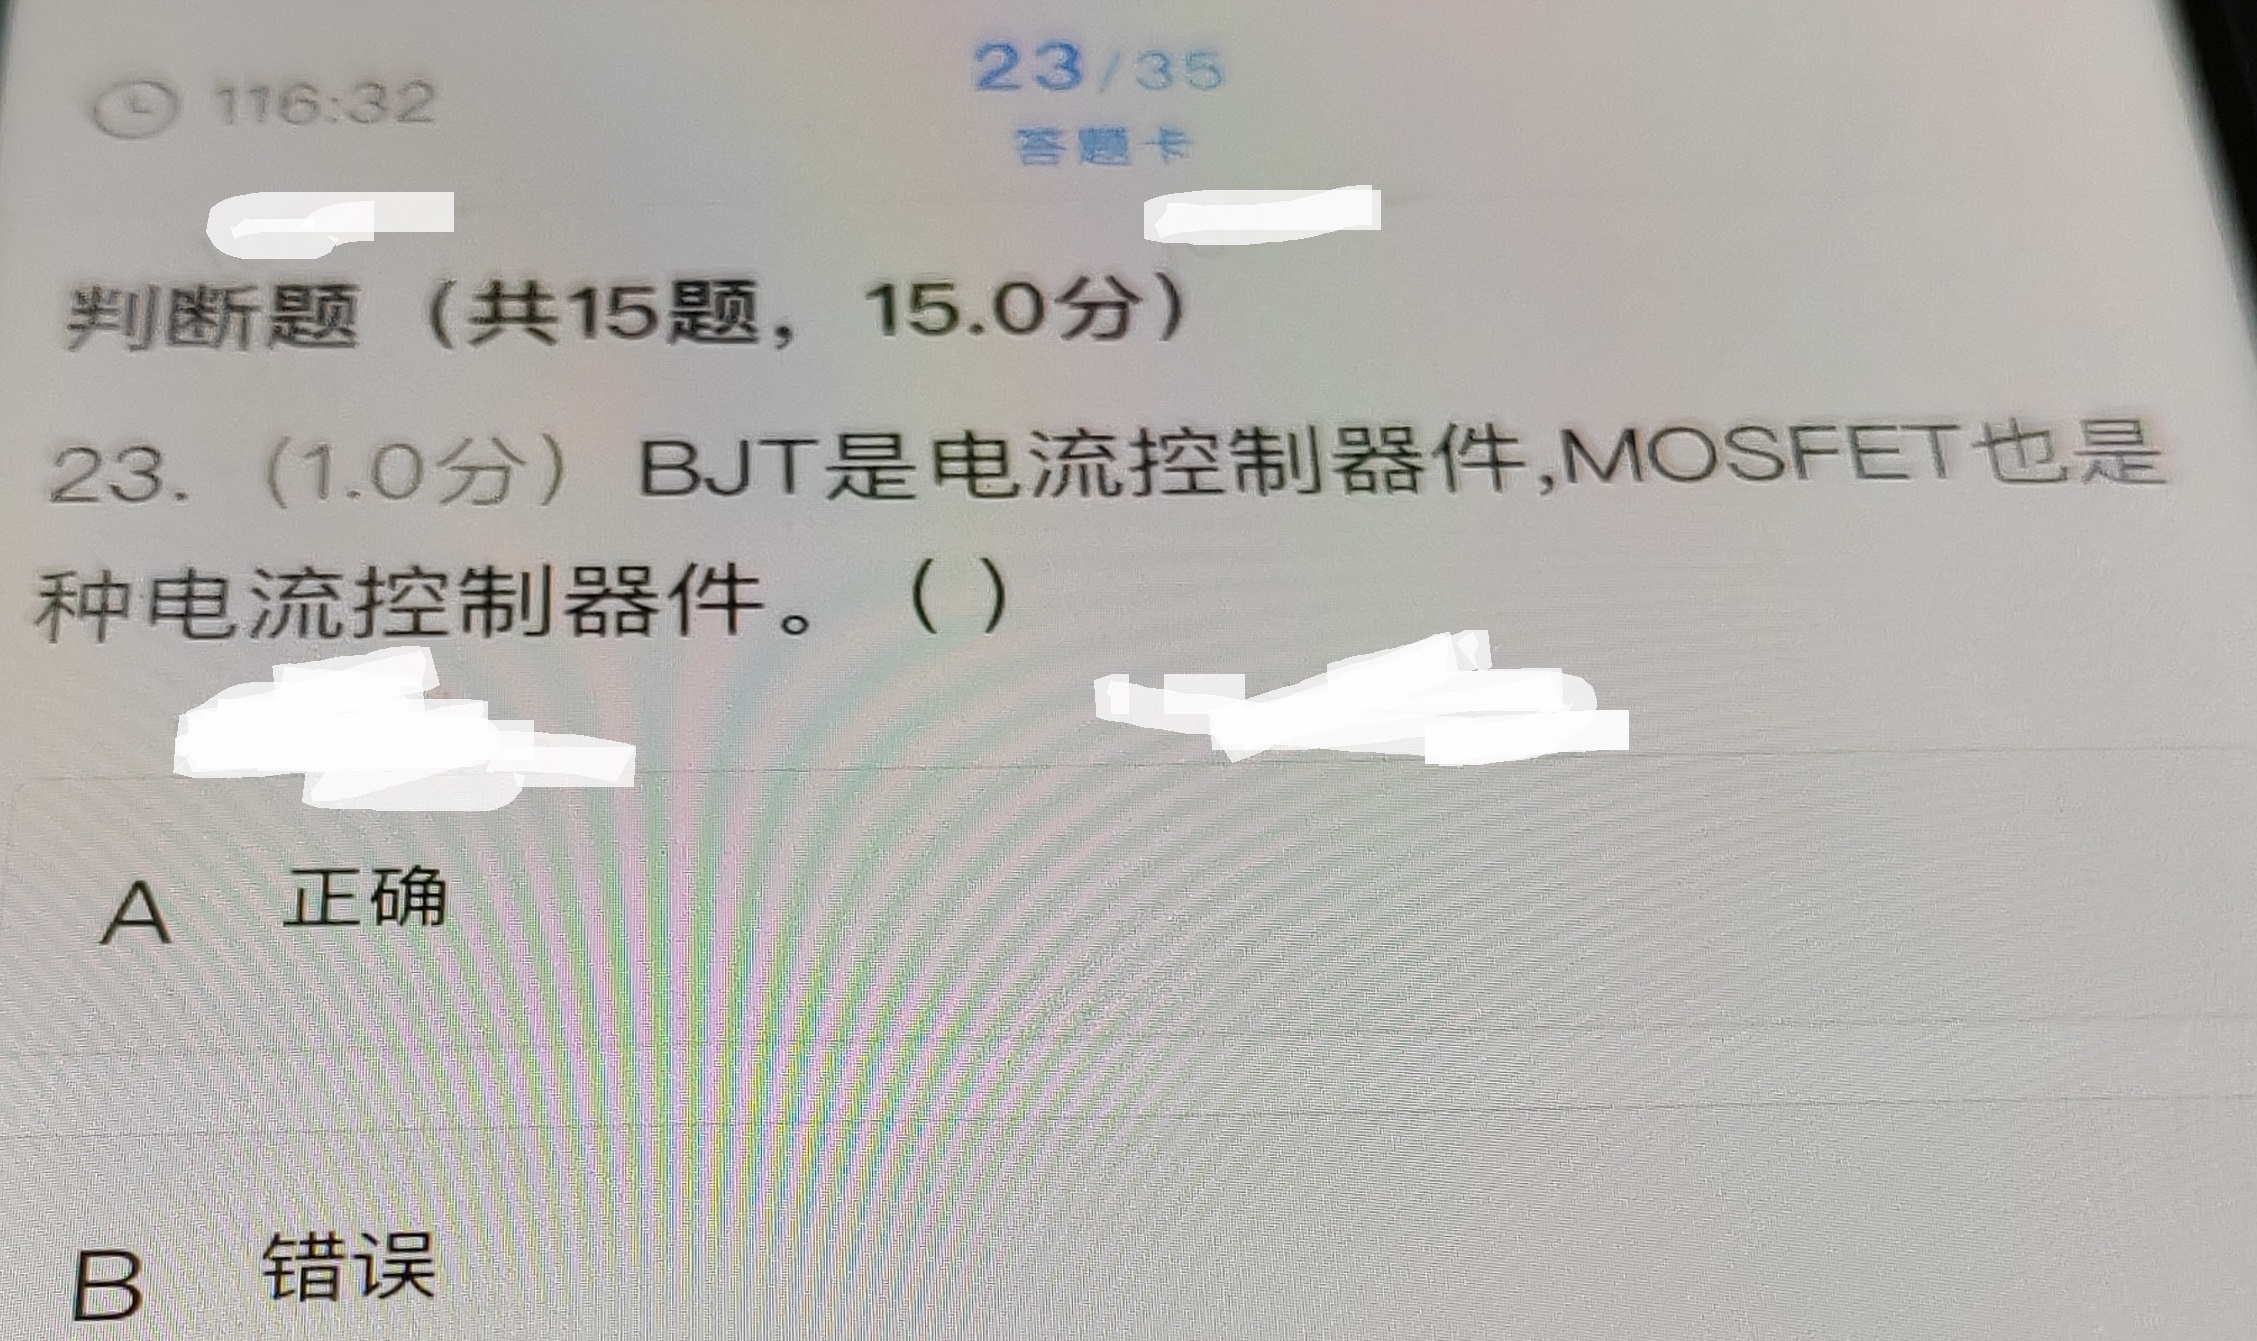 116:32
23/35
答题卡
判断题（共15题，15.0分）
23.（1.0分）BJT是电流控制器件,MOSFET也是
种电流控制器件。（ ）
A 正确
B 错误